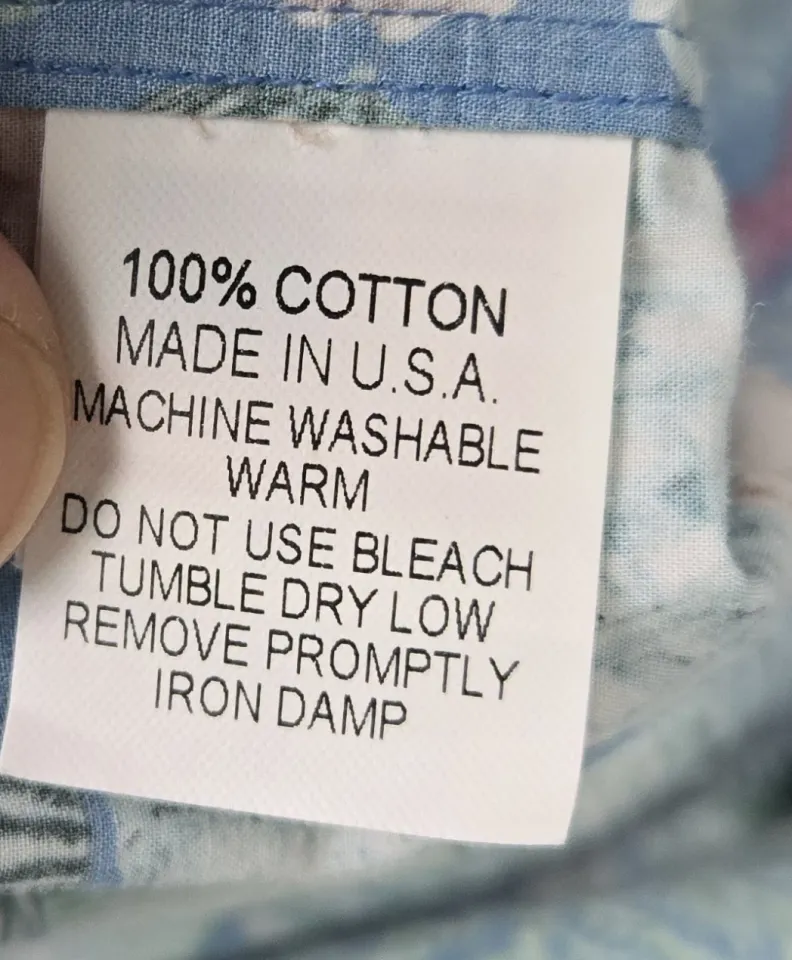 100% COTTON
MADE IN U.S.A.
MACHINE WASHABLE
WARM
DO NOT USE BLEACH
TUMBLE DRY LOW
REMOVE PROMPTLY
IRON DAMP